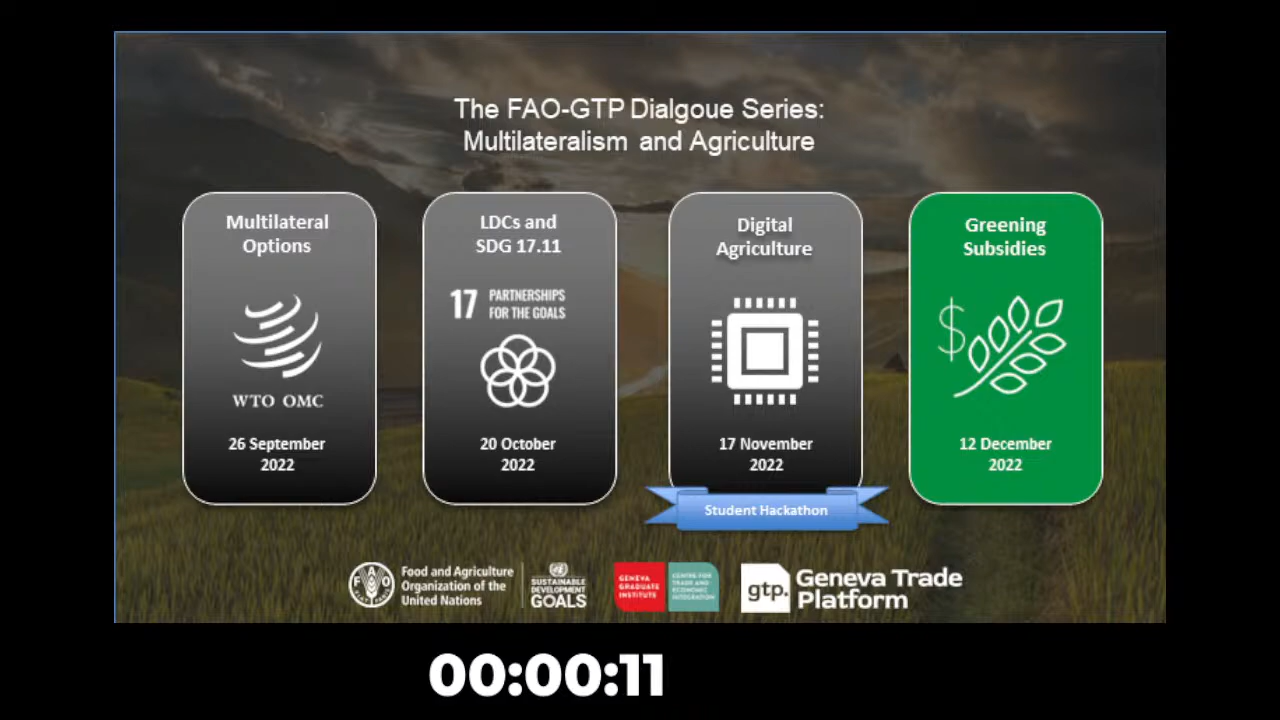 The FAO-GTP Dialgoue Series:
Multilateralism and Agriculture
Multilateral
Options
WTO OMC
26 September
2022
LDCs and
SDG 17.11
17 PARTNERSHIPS
FOR THE GOALS
20 October
2022
Digital
Agriculture
17 November
2022
Student Hackathon
Greening
Subsidies
$
12 December
2022
FAO
FIAT PANIS
Food and Agriculture
Organization of the
United Nations
SUSTAINABLE
DEVELOPMENT
GOALS
GENEVA
GRADUATE
INSTITUTE
CENTRE FOR
TRADE AND
ECONOMIC
INTEGRATION
gtp.
Geneva Trade
Platform
00:00:11